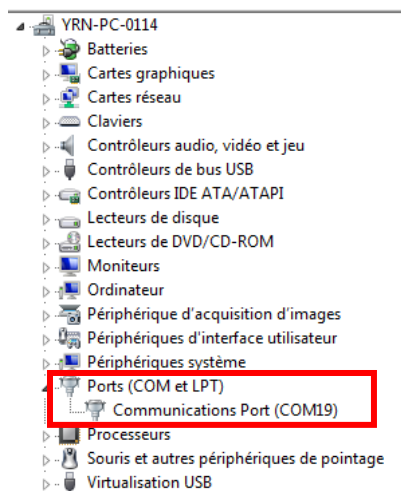 YRN-PC-0114
Batteries
Cartes graphiques
Cartes réseau
Claviers
Contrôleurs audio, vidéo et jeu
Contrôleurs de bus USB
Contrôleurs IDE ATA/ATAPI
Lecteurs de disque
Lecteurs de DVD/CD-ROM
Moniteurs
Ordinateur
Périphérique d'acquisition d'images
Périphériques d'interface utilisateur
Périphériques système
Ports (COM et LPT)
Communications Port (COM19)
Processeurs
Souris et autres périphériques de pointage
Virtualisation USB